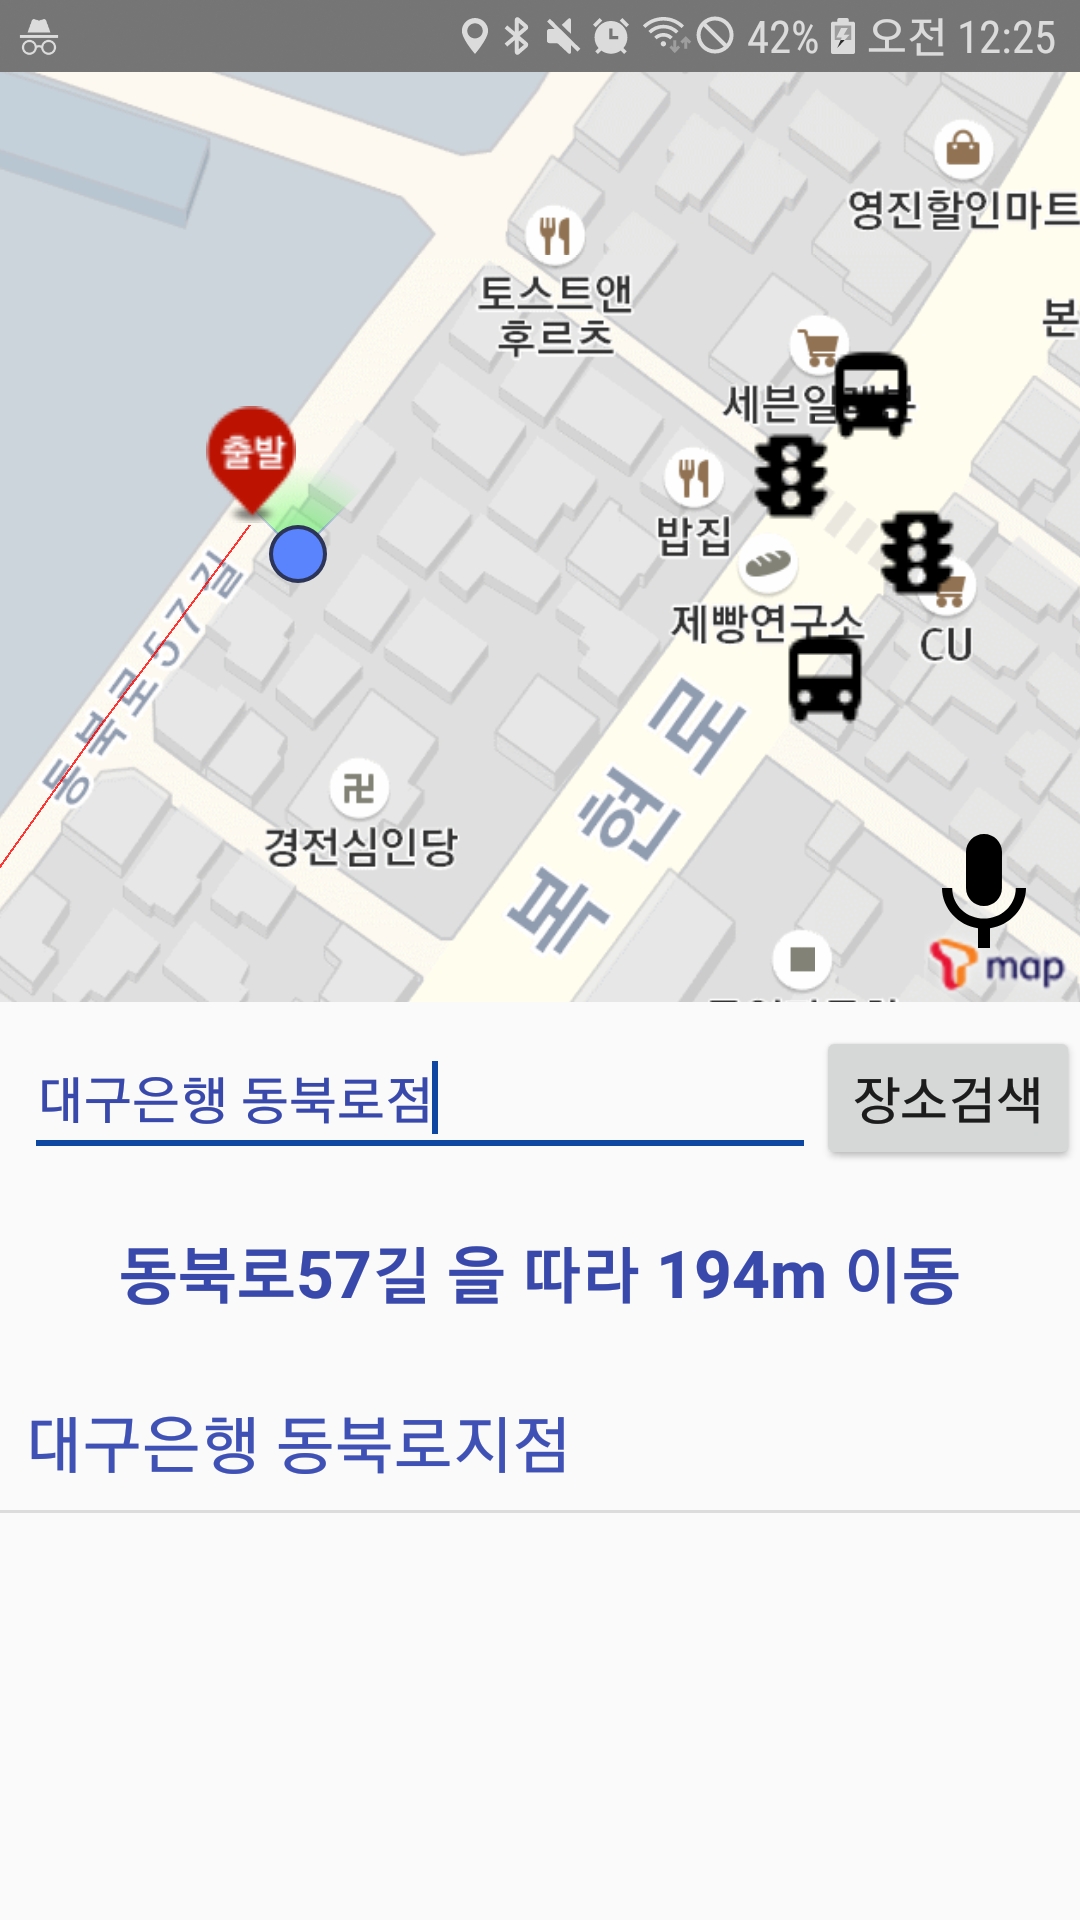 42% 오전 12:25
영진할인마트
토스트앤
후르츠
본
세븐일레븐
출발
밥집
제빵연구소
CU
동북로57길
복현로
경전심인당
map
대구은행 동북로점
장소검색
동북로57길 을 따라 194m 이동
대구은행 동북로지점